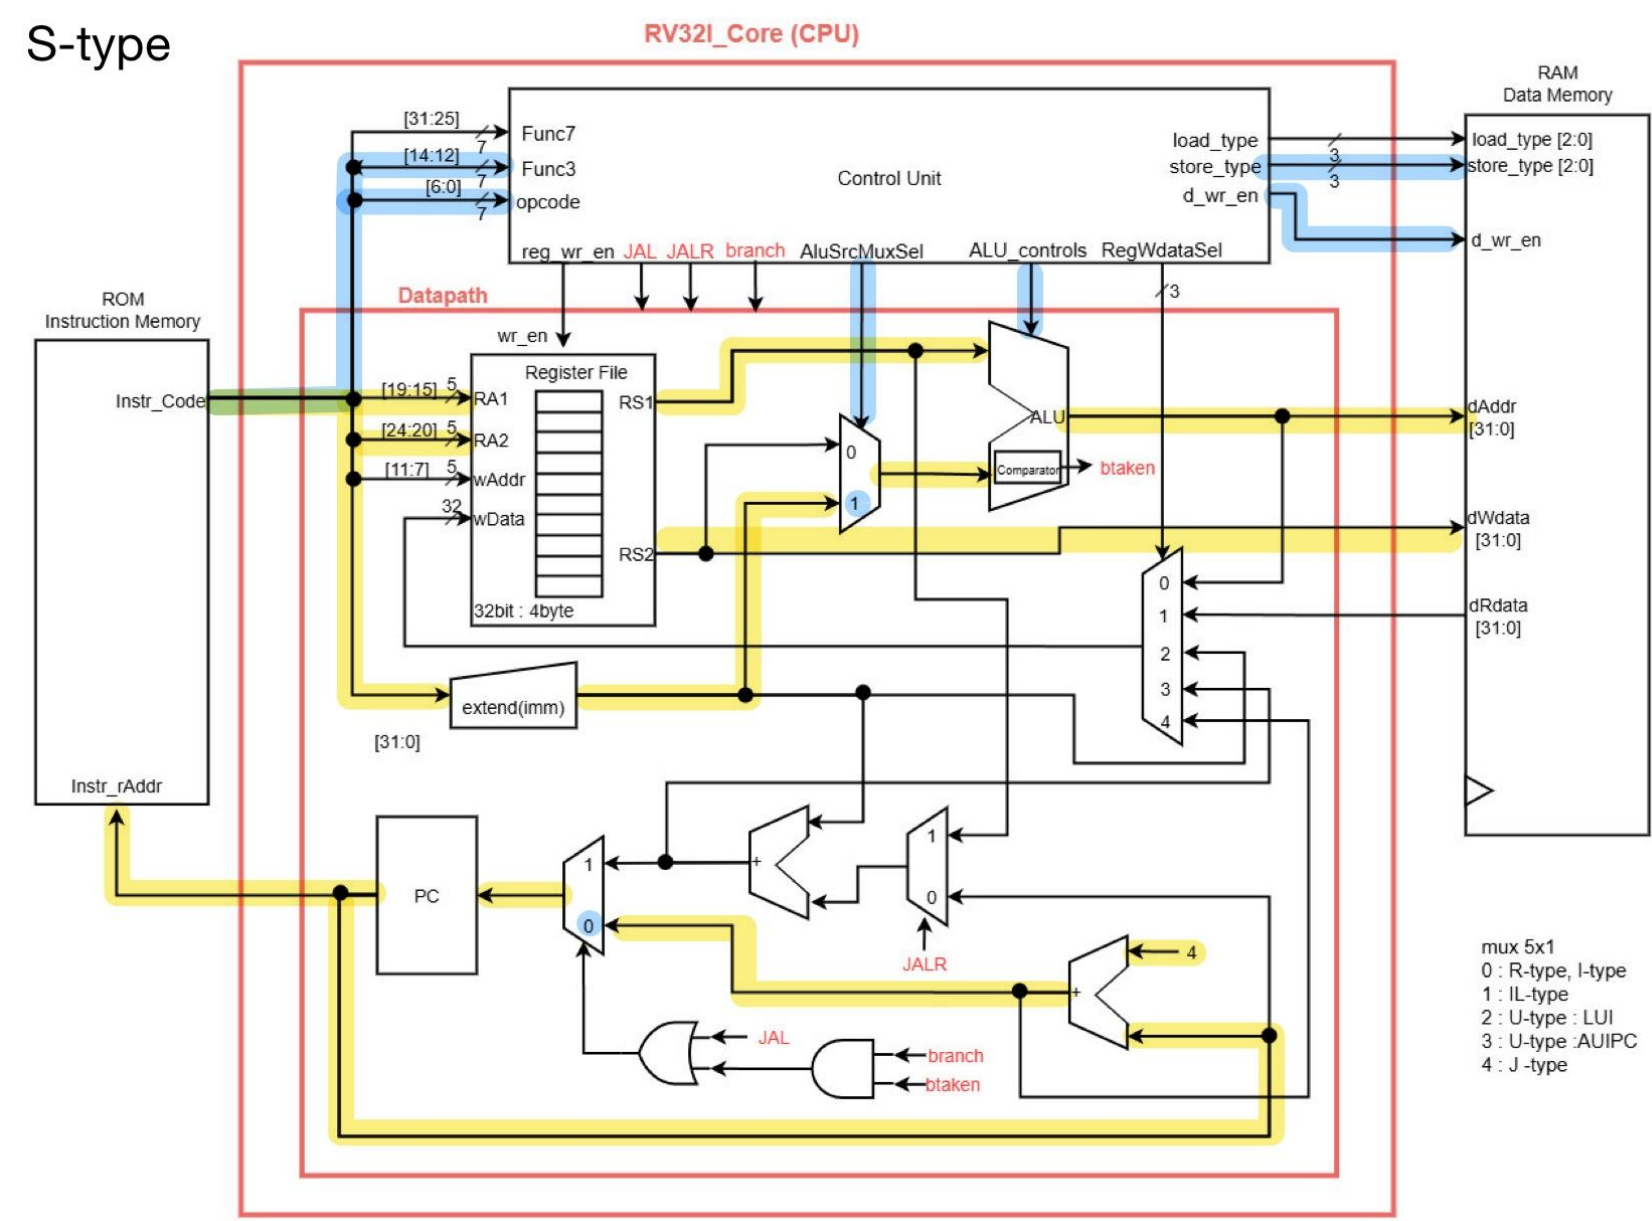 S-type
RV32I_Core (CPU)
RAM
Data Memory
[31:25]
7
Func7
[14:12]
7
Func3
[6:0]
7
opcode
Control Unit
load_type
3
load_type [2:0]
store_type
3
store_type [2:0]
d_wr_en
d_wr_en
reg_wr_en
JAL
JALR
branch
AluSrcMuxSel
ALU_controls
RegWdataSel
3
Datapath
ROM
Instruction Memory
Instr_Code
Instr_rAddr
wr_en
Register File
[19:15]
5
RA1
[24:20]
5
RA2
[11:7]
5
wAddr
32
wData
RS1
RS2
32bit : 4byte
0
1
ALU
Comparator
btaken
dAddr
[31:0]
dWdata
[31:0]
dRdata
[31:0]
0
1
2
3
4
extend(imm)
[31:0]
PC
1
0
+
1
0
JALR
4
+
JAL
branch
btaken
mux 5x1
0 : R-type, I-type
1 : IL-type
2 : U-type : LUI
3 : U-type :AUIPC
4 : J -type